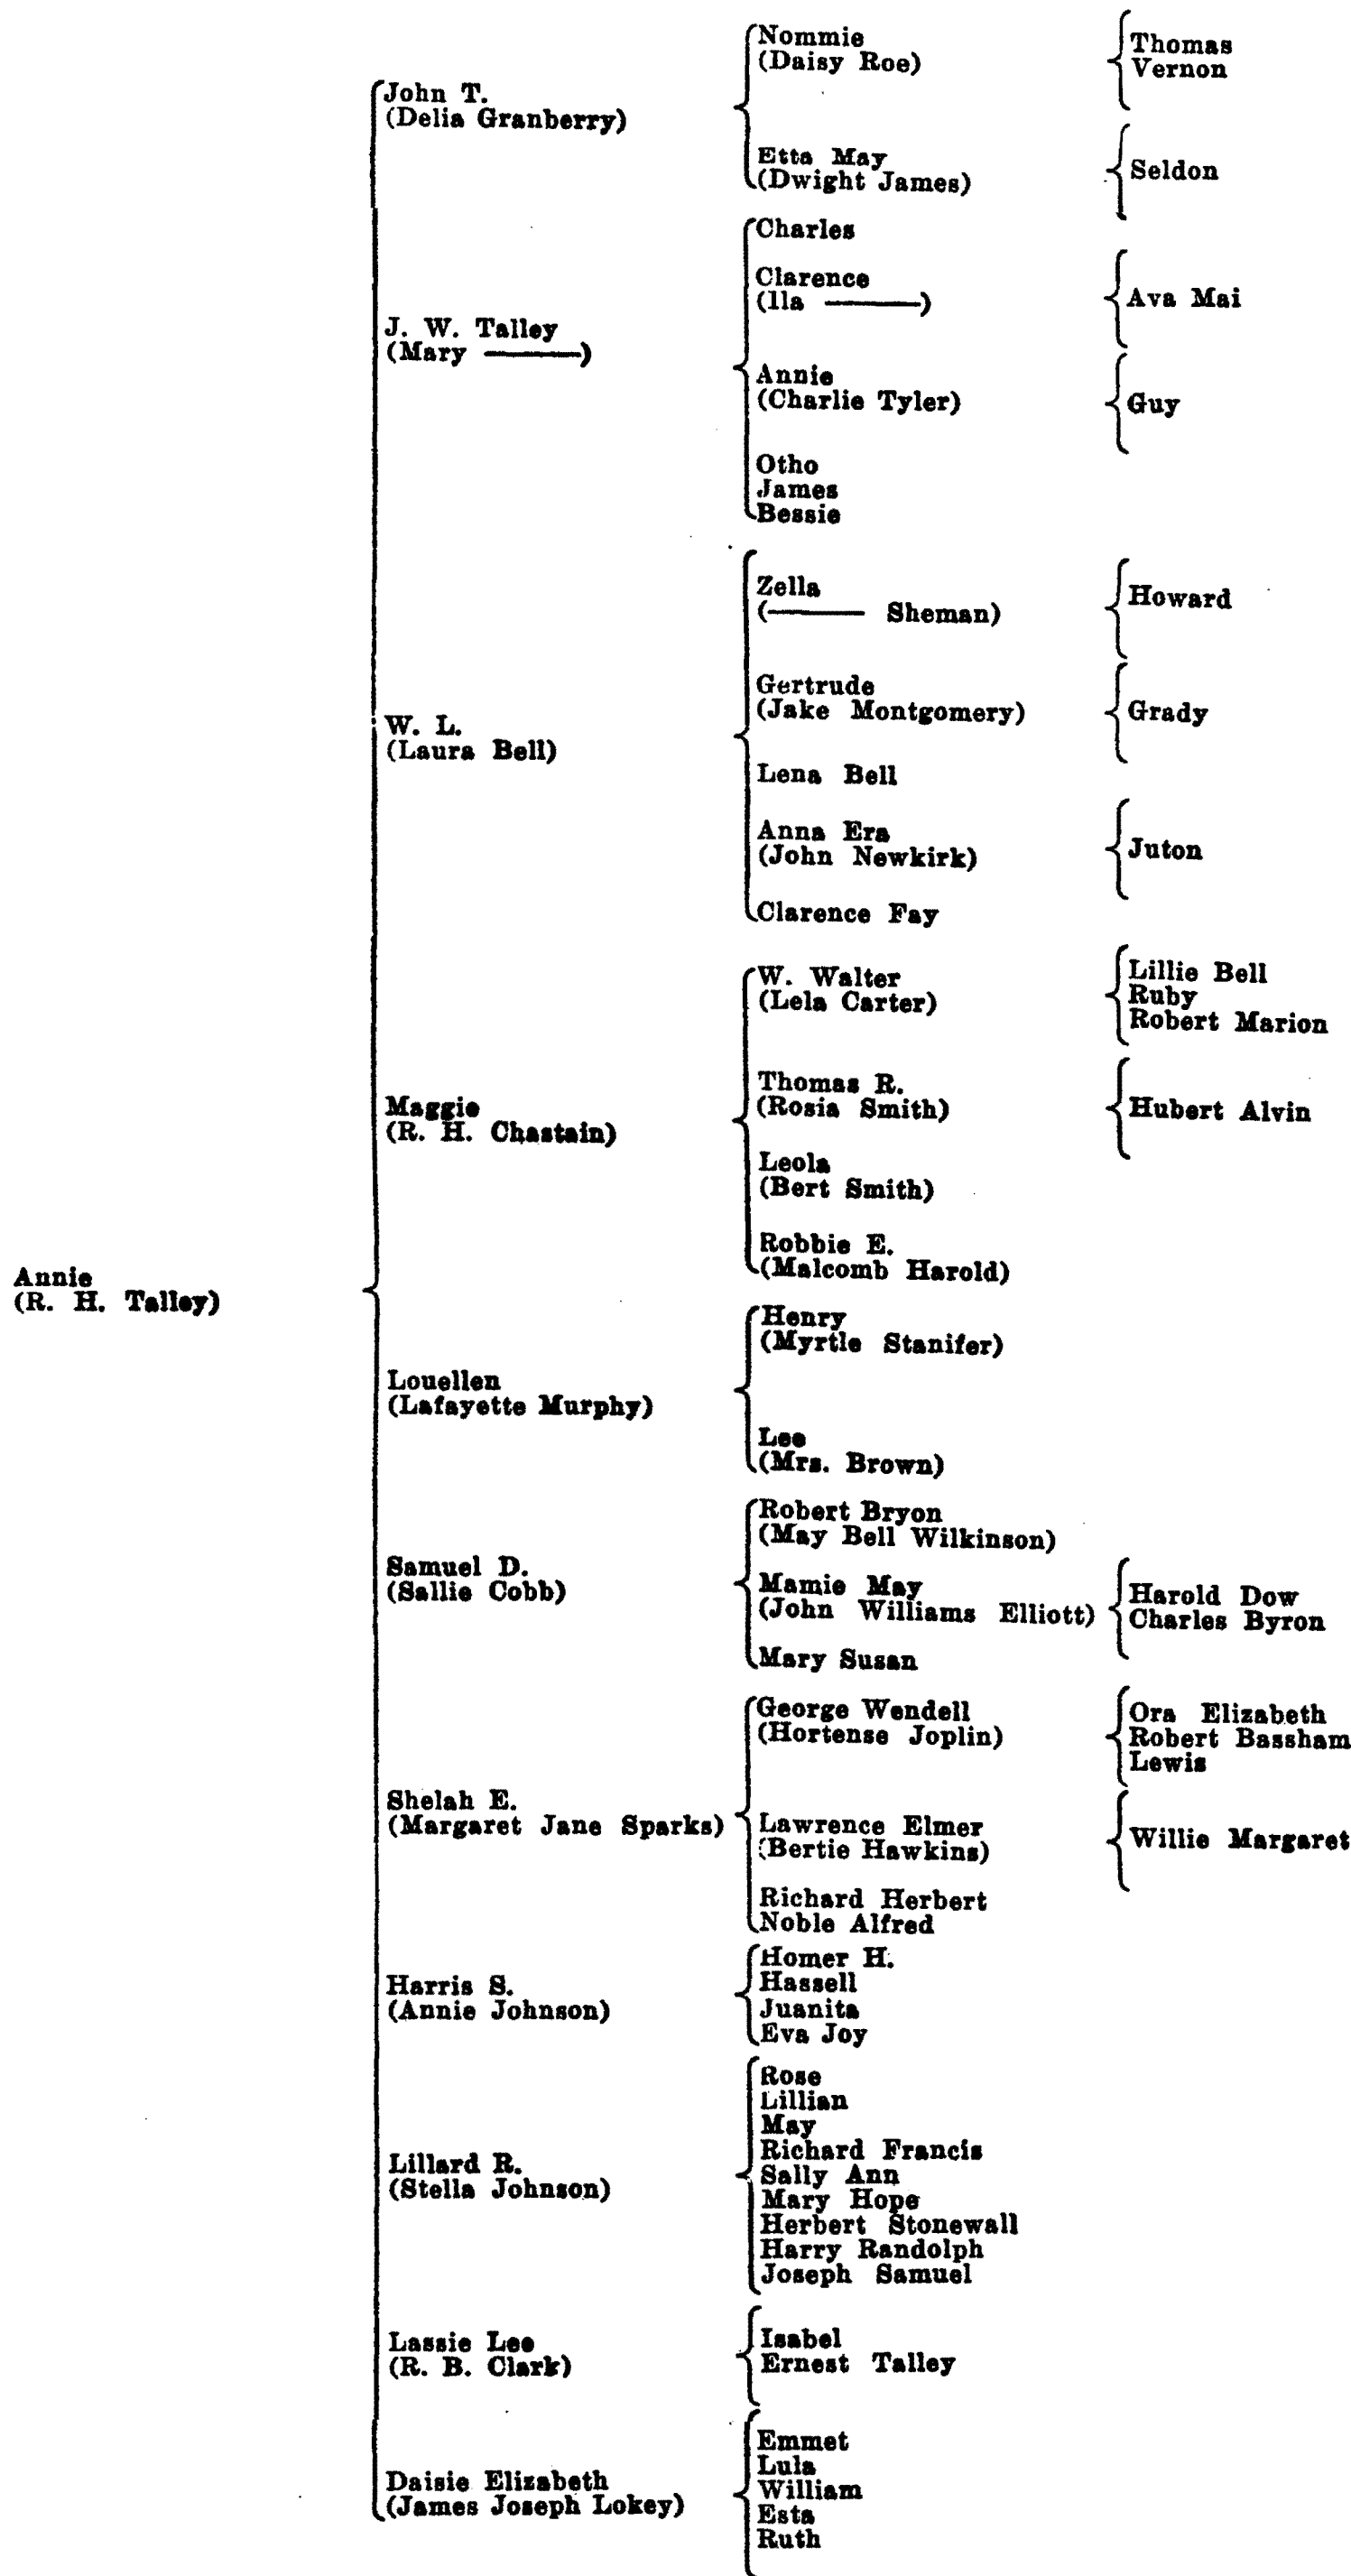 Annie
(R. H. Talley)
John T.
(Delia Granberry)
Nommie
(Daisy Roe)
Thomas
Vernon
Etta May
(Dwight James)
Seldon
J. W. Talley
(Mary ———)
Charles
Clarence
(Ila ———)
Ava Mai
Annie
(Charlie Tyler)
Guy
Otho
James
Bessie
W. L.
(Laura Bell)
Zella
(——— Sheman)
Howard
Gertrude
(Jake Montgomery)
Grady
Lena Bell
Anna Era
(John Newkirk)
Juton
Clarence Fay
Maggie
(R. H. Chastain)
W. Walter
(Lela Carter)
Lillie Bell
Ruby
Robert Marion
Thomas R.
(Rosia Smith)
Hubert Alvin
Leola
(Bert Smith)
Robbie E.
(Malcomb Harold)
Louellen
(Lafayette Murphy)
Henry
(Myrtle Stanifer)
Lee
(Mrs. Brown)
Samuel D.
(Sallie Cobb)
Robert Bryon
(May Bell Wilkinson)
Mamie May
(John Williams Elliott)
Harold Dow
Charles Byron
Mary Susan
Shelah E.
(Margaret Jane Sparks)
George Wendell
(Hortense Joplin)
Ora Elizabeth
Robert Bassham
Lewis
Lawrence Elmer
(Bertie Hawkins)
Willie Margaret
Richard Herbert
Noble Alfred
Harris S.
(Annie Johnson)
Homer H.
Hassell
Juanita
Eva Joy
Lillard R.
(Stella Johnson)
Rose
Lillian
May
Richard Francis
Sally Ann
Mary Hope
Herbert Stonewall
Harry Randolph
Joseph Samuel
Lassie Lee
(R. B. Clark)
Isabel
Ernest Talley
Daisie Elizabeth
(James Joseph Lokey)
Emmet
Lula
William
Esta
Ruth